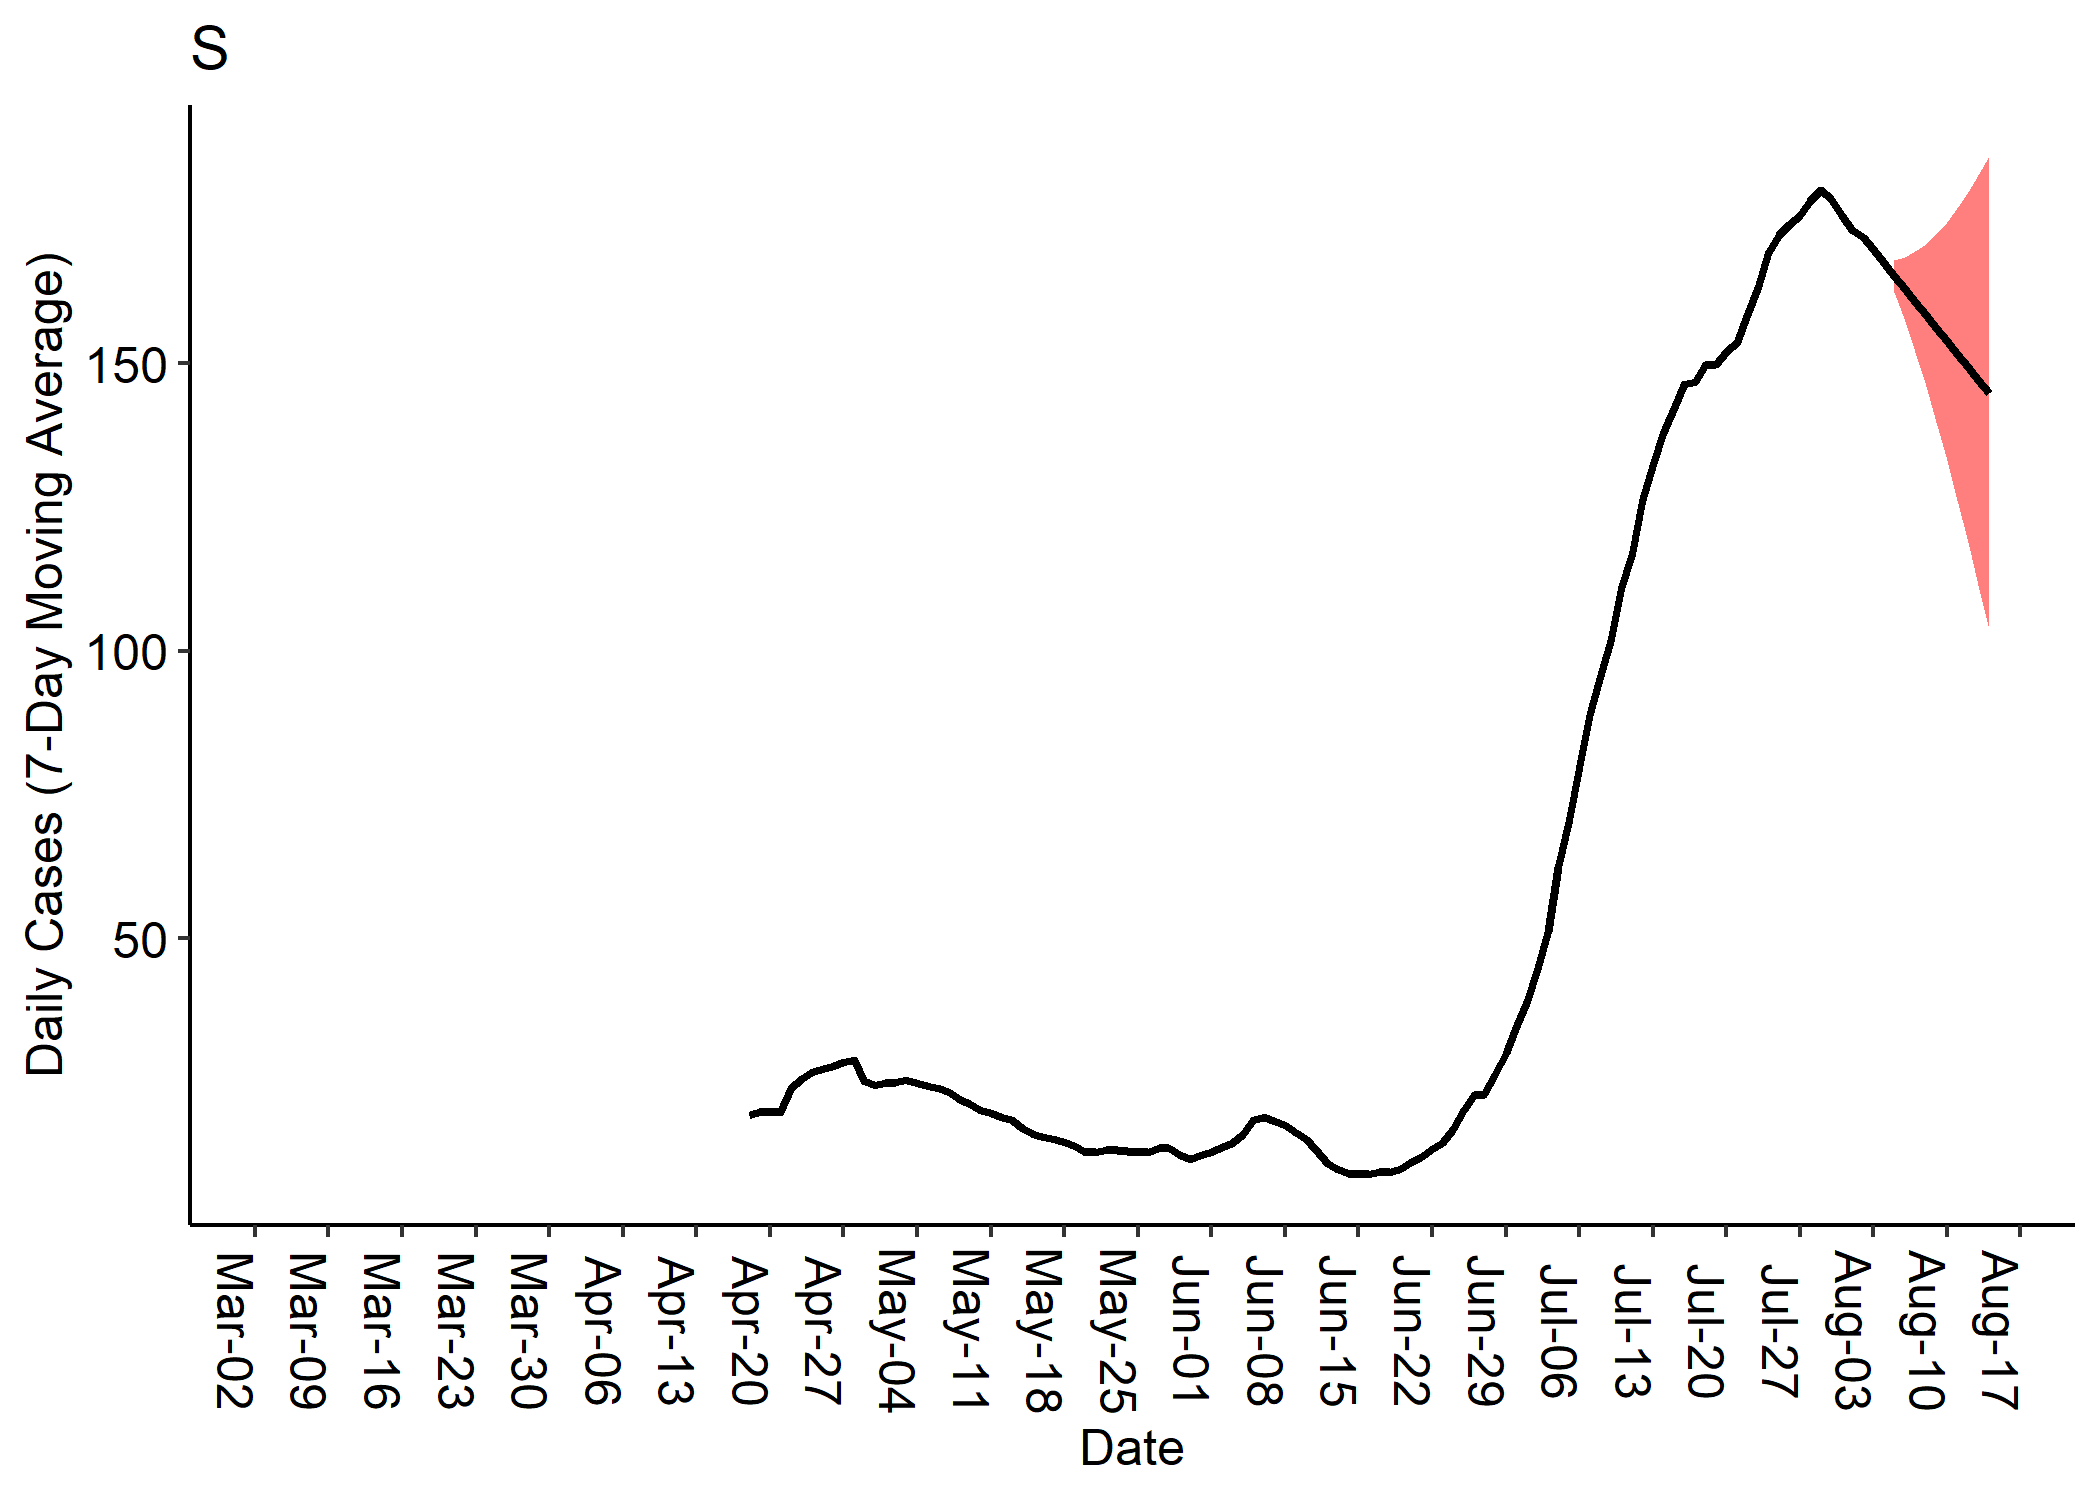 S
Daily Cases (7-Day Moving Average)
150
100
50
Mar-02
Mar-09
Mar-16
Mar-23
Mar-30
Apr-06
Apr-13
Apr-20
Apr-27
May-04
May-11
May-18
May-25
Jun-01
Jun-08
Jun-15
Jun-22
Jun-29
Jul-06
Jul-13
Jul-20
Jul-27
Aug-03
Aug-10
Aug-17
Date